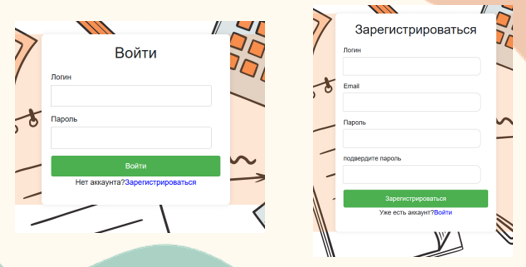 Войти
Логин
Пароль
Войти
Нет аккаунта?Зарегистрироваться
Зарегистрироваться
Логин
Email
Пароль
подвердите пароль
Зарегистрироваться
Уже есть аккаунт?Войти